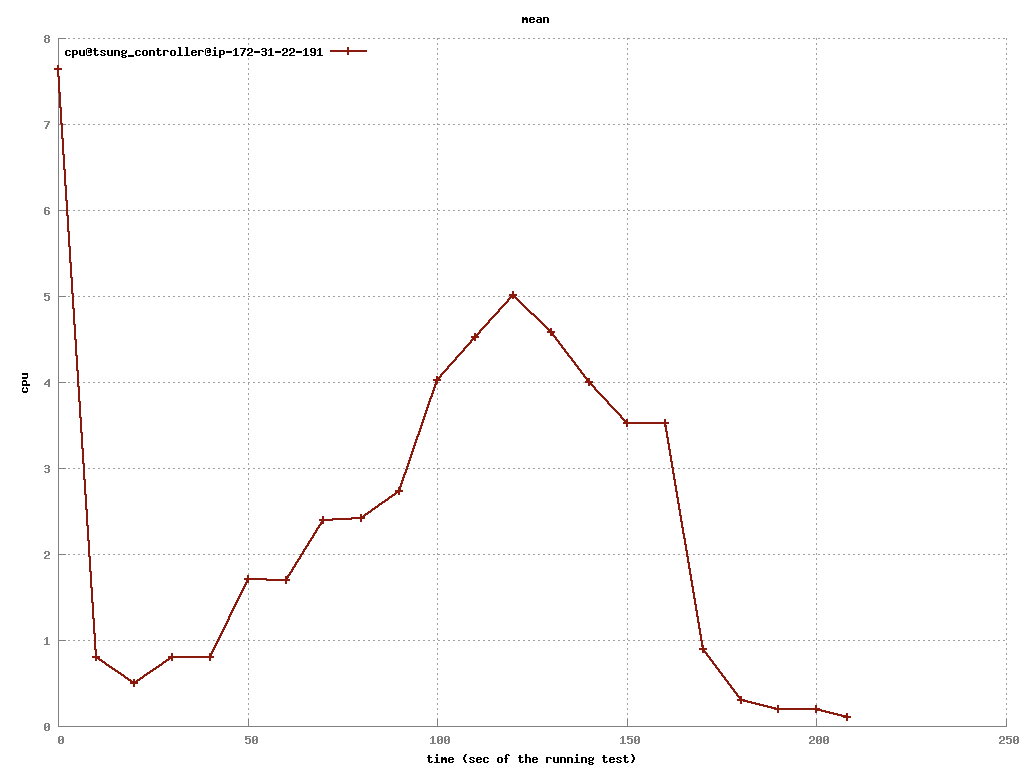 mean
cpu@tsung_controller@ip-172-31-22-191
8
7
6
5
4
3
2
1
0
cpu
0 50 100 150 200 250
time (sec of the running test)